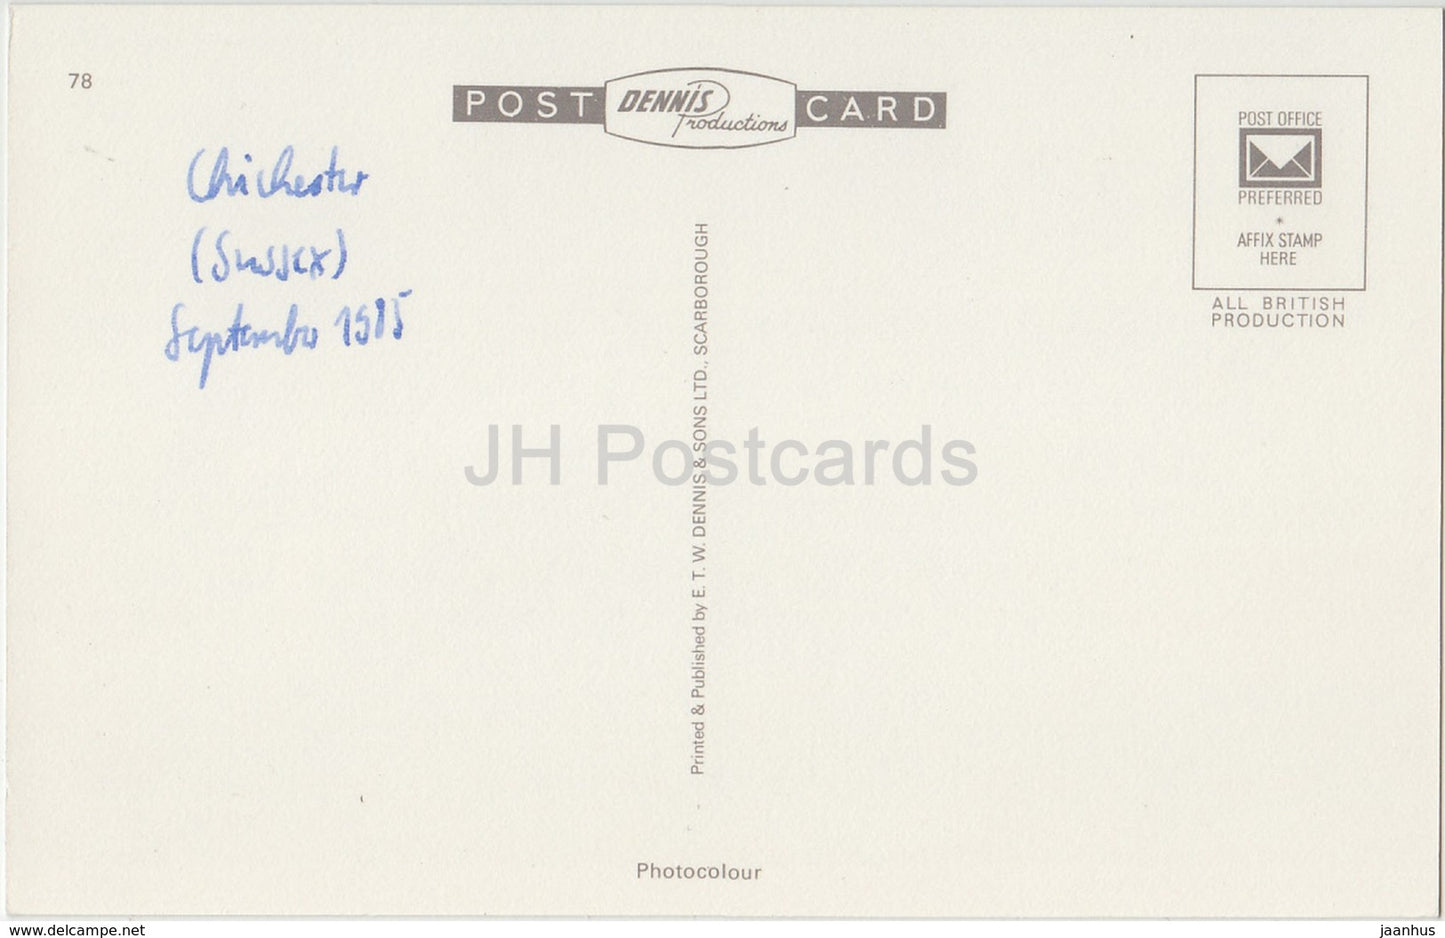 78
POST DENNIS Productions CARD
POST OFFICE
PREFERRED
*
AFFIX STAMP
HERE
ALL BRITISH
PRODUCTION
Chichester
(Sussex)
September 1985
Printed & Published by E. T. W. DENNIS & SONS LTD., SCARBOROUGH
JH Postcards
Photocolour
www.delcampe.net
jaanhus